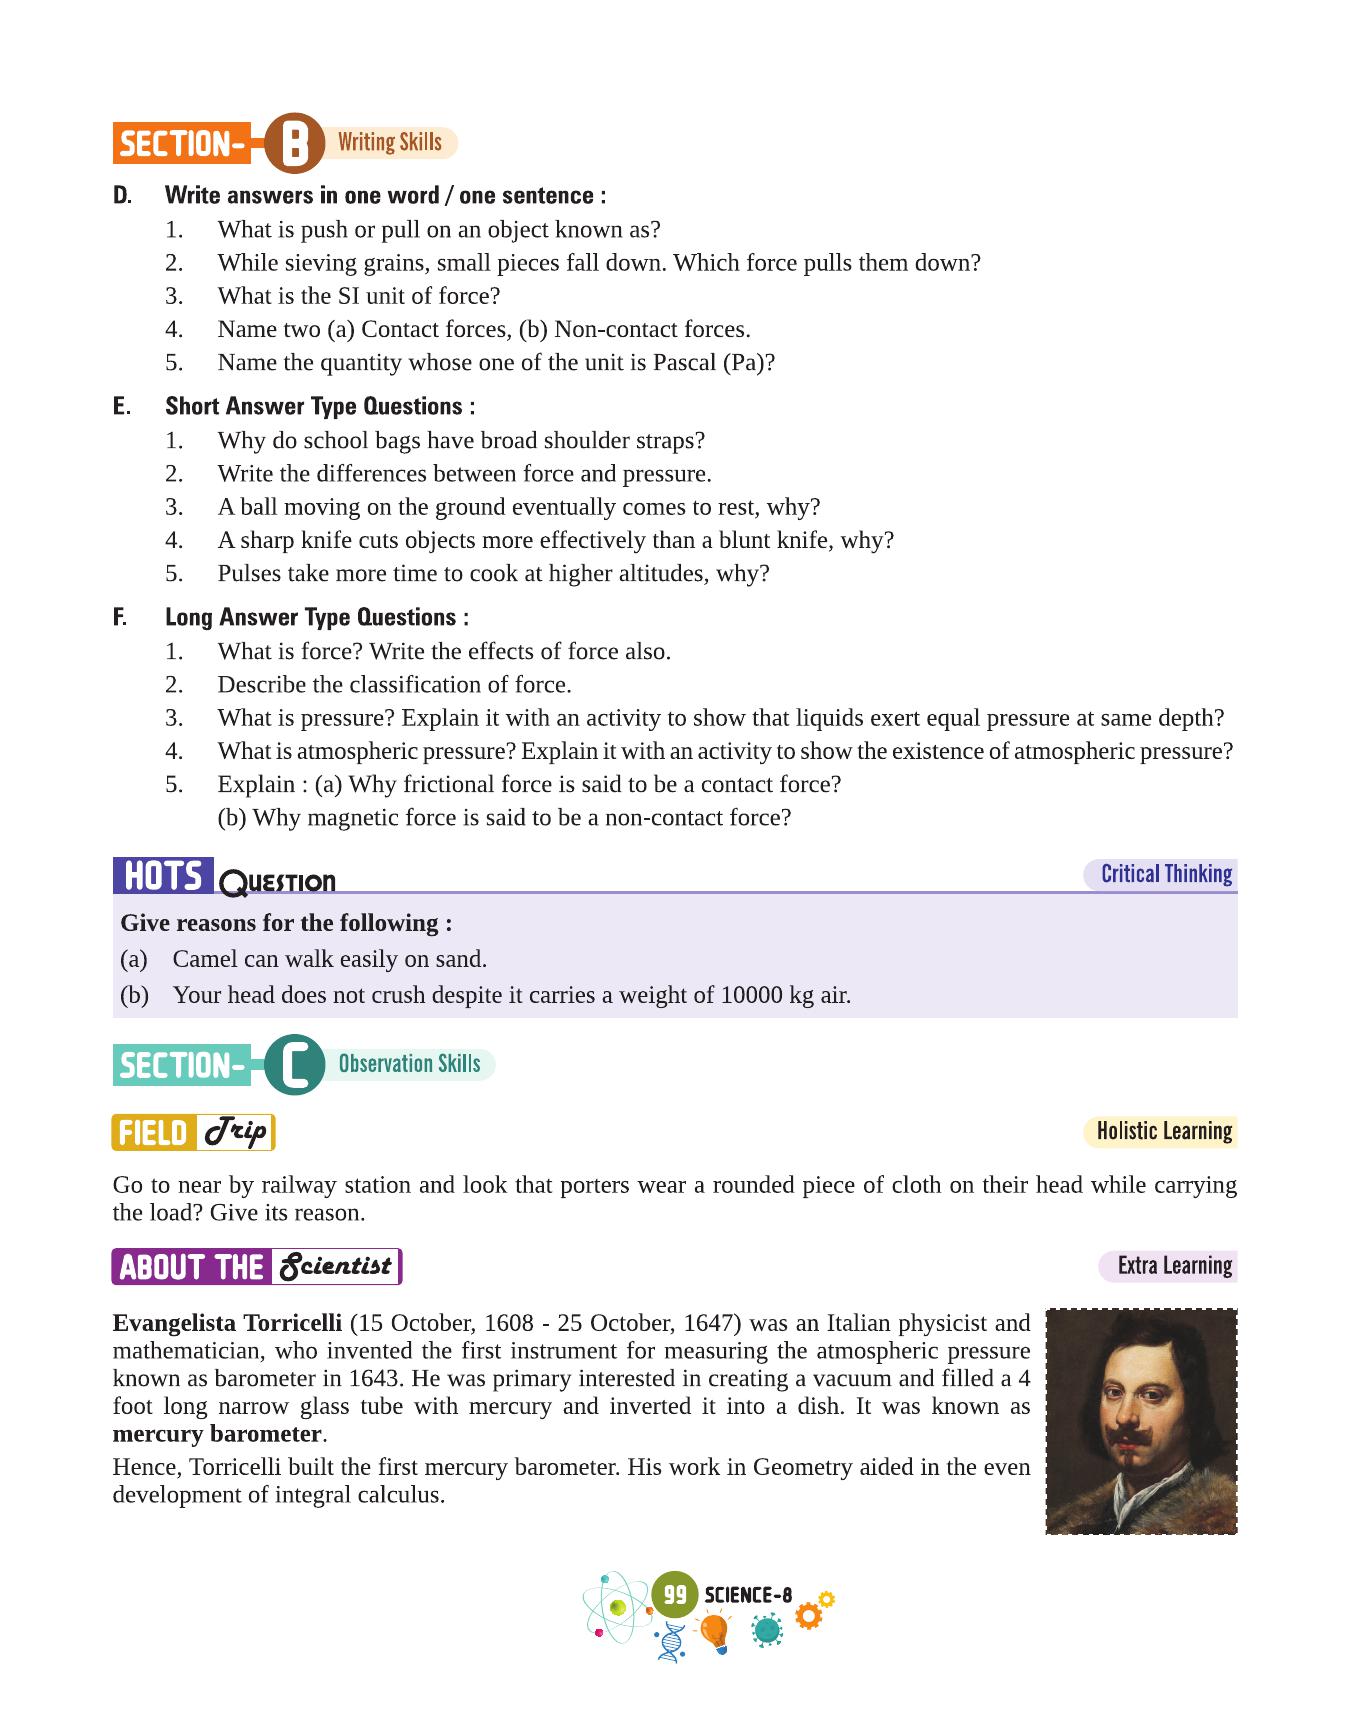 SECTION- B Writing Skills
D. Write answers in one word / one sentence :
1. What is push or pull on an object known as?
2. While sieving grains, small pieces fall down. Which force pulls them down?
3. What is the SI unit of force?
4. Name two (a) Contact forces, (b) Non-contact forces.
5. Name the quantity whose one of the unit is Pascal (Pa)?
E. Short Answer Type Questions :
1. Why do school bags have broad shoulder straps?
2. Write the differences between force and pressure.
3. A ball moving on the ground eventually comes to rest, why?
4. A sharp knife cuts objects more effectively than a blunt knife, why?
5. Pulses take more time to cook at higher altitudes, why?
F. Long Answer Type Questions :
1. What is force? Write the effects of force also.
2. Describe the classification of force.
3. What is pressure? Explain it with an activity to show that liquids exert equal pressure at same depth?
4. What is atmospheric pressure? Explain it with an activity to show the existence of atmospheric pressure?
5. Explain : (a) Why frictional force is said to be a contact force?
(b) Why magnetic force is said to be a non-contact force?
HOTS QUESTION Critical Thinking
Give reasons for the following :
(a) Camel can walk easily on sand.
(b) Your head does not crush despite it carries a weight of 10000 kg air.
SECTION- C Observation Skills
FIELD Trip Holistic Learning
Go to near by railway station and look that porters wear a rounded piece of cloth on their head while carrying
the load? Give its reason.
ABOUT THE Scientist Extra Learning
Evangelista Torricelli (15 October, 1608 - 25 October, 1647) was an Italian physicist and
mathematician, who invented the first instrument for measuring the atmospheric pressure
known as barometer in 1643. He was primary interested in creating a vacuum and filled a 4
foot long narrow glass tube with mercury and inverted it into a dish. It was known as
mercury barometer.
Hence, Torricelli built the first mercury barometer. His work in Geometry aided in the even
development of integral calculus.
99 SCIENCE-8